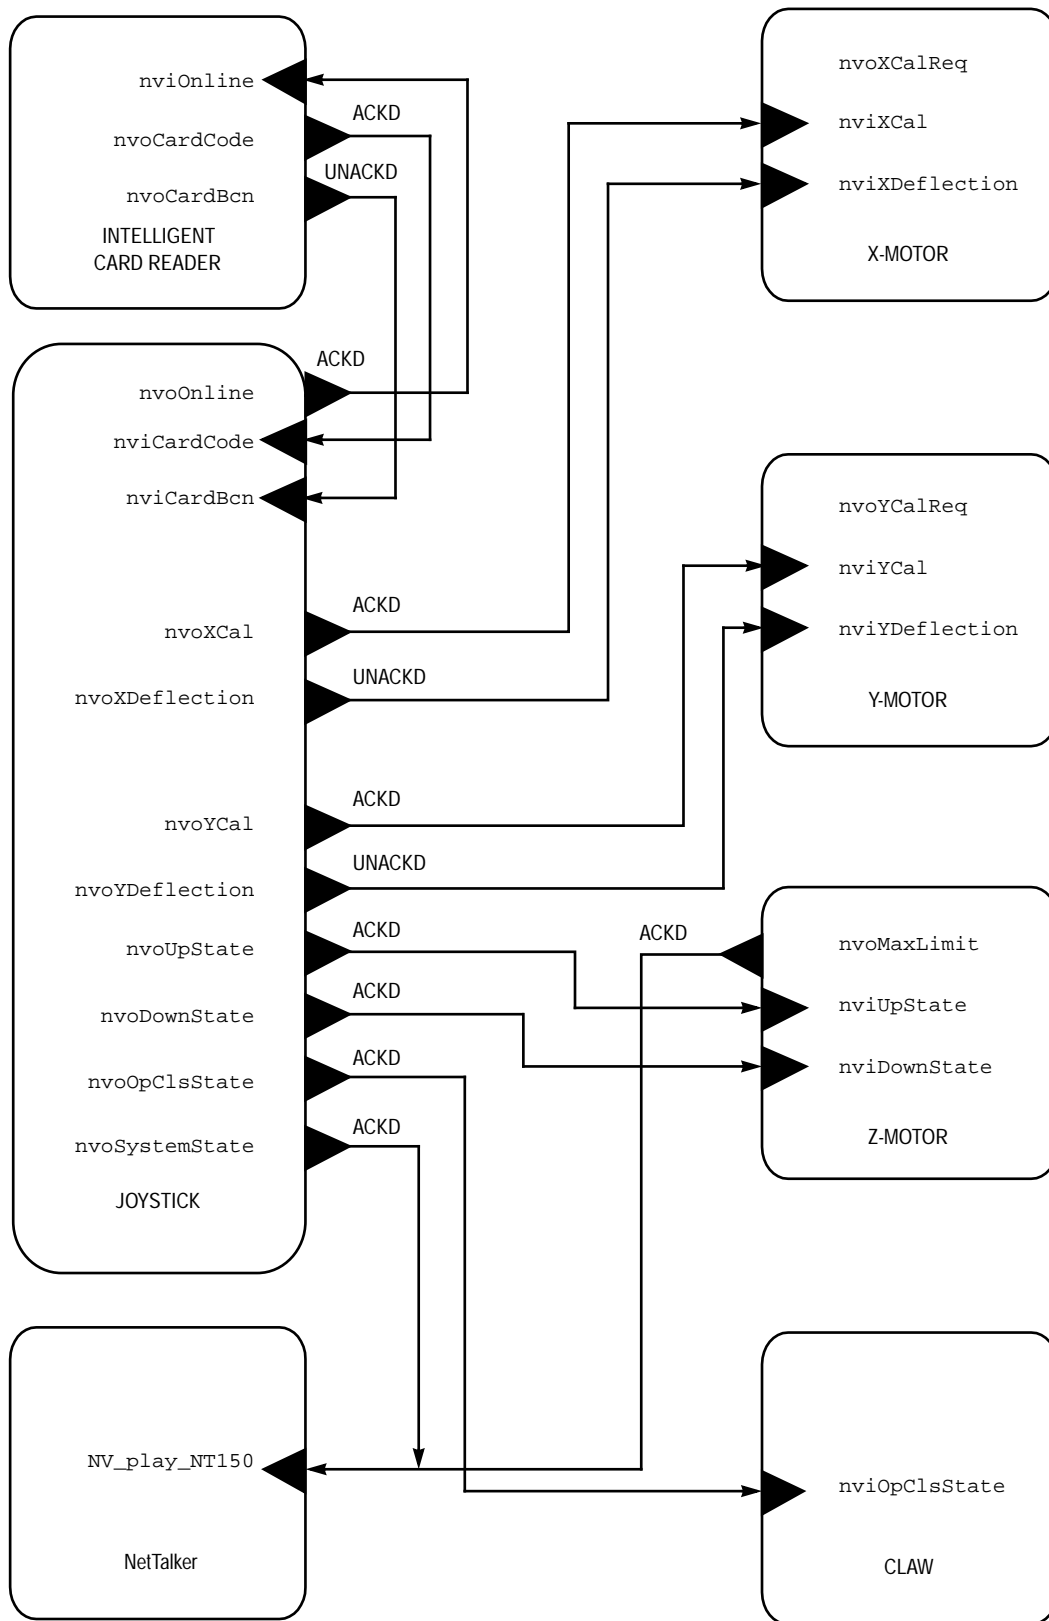 nviOnline
ACKD
nvoCardCode
UNACKD
nvoCardBcn
INTELLIGENT
CARD READER
ACKD
nvoOnline
nviCardCode
nviCardBcn
ACKD
nvoXCal
UNACKD
nvoXDeflection
ACKD
nvoYCal
UNACKD
nvoYDeflection
ACKD
nvoUpState
ACKD
nvoDownState
ACKD
nvoOpClsState
ACKD
nvoSystemState
JOYSTICK
NV_play_NT150
NetTalker
nvoXCalReq
nviXCal
nviXDeflection
X-MOTOR
nvoYCalReq
nviYCal
nviYDeflection
Y-MOTOR
ACKD
nvoMaxLimit
nviUpState
nviDownState
Z-MOTOR
nviOpClsState
CLAW